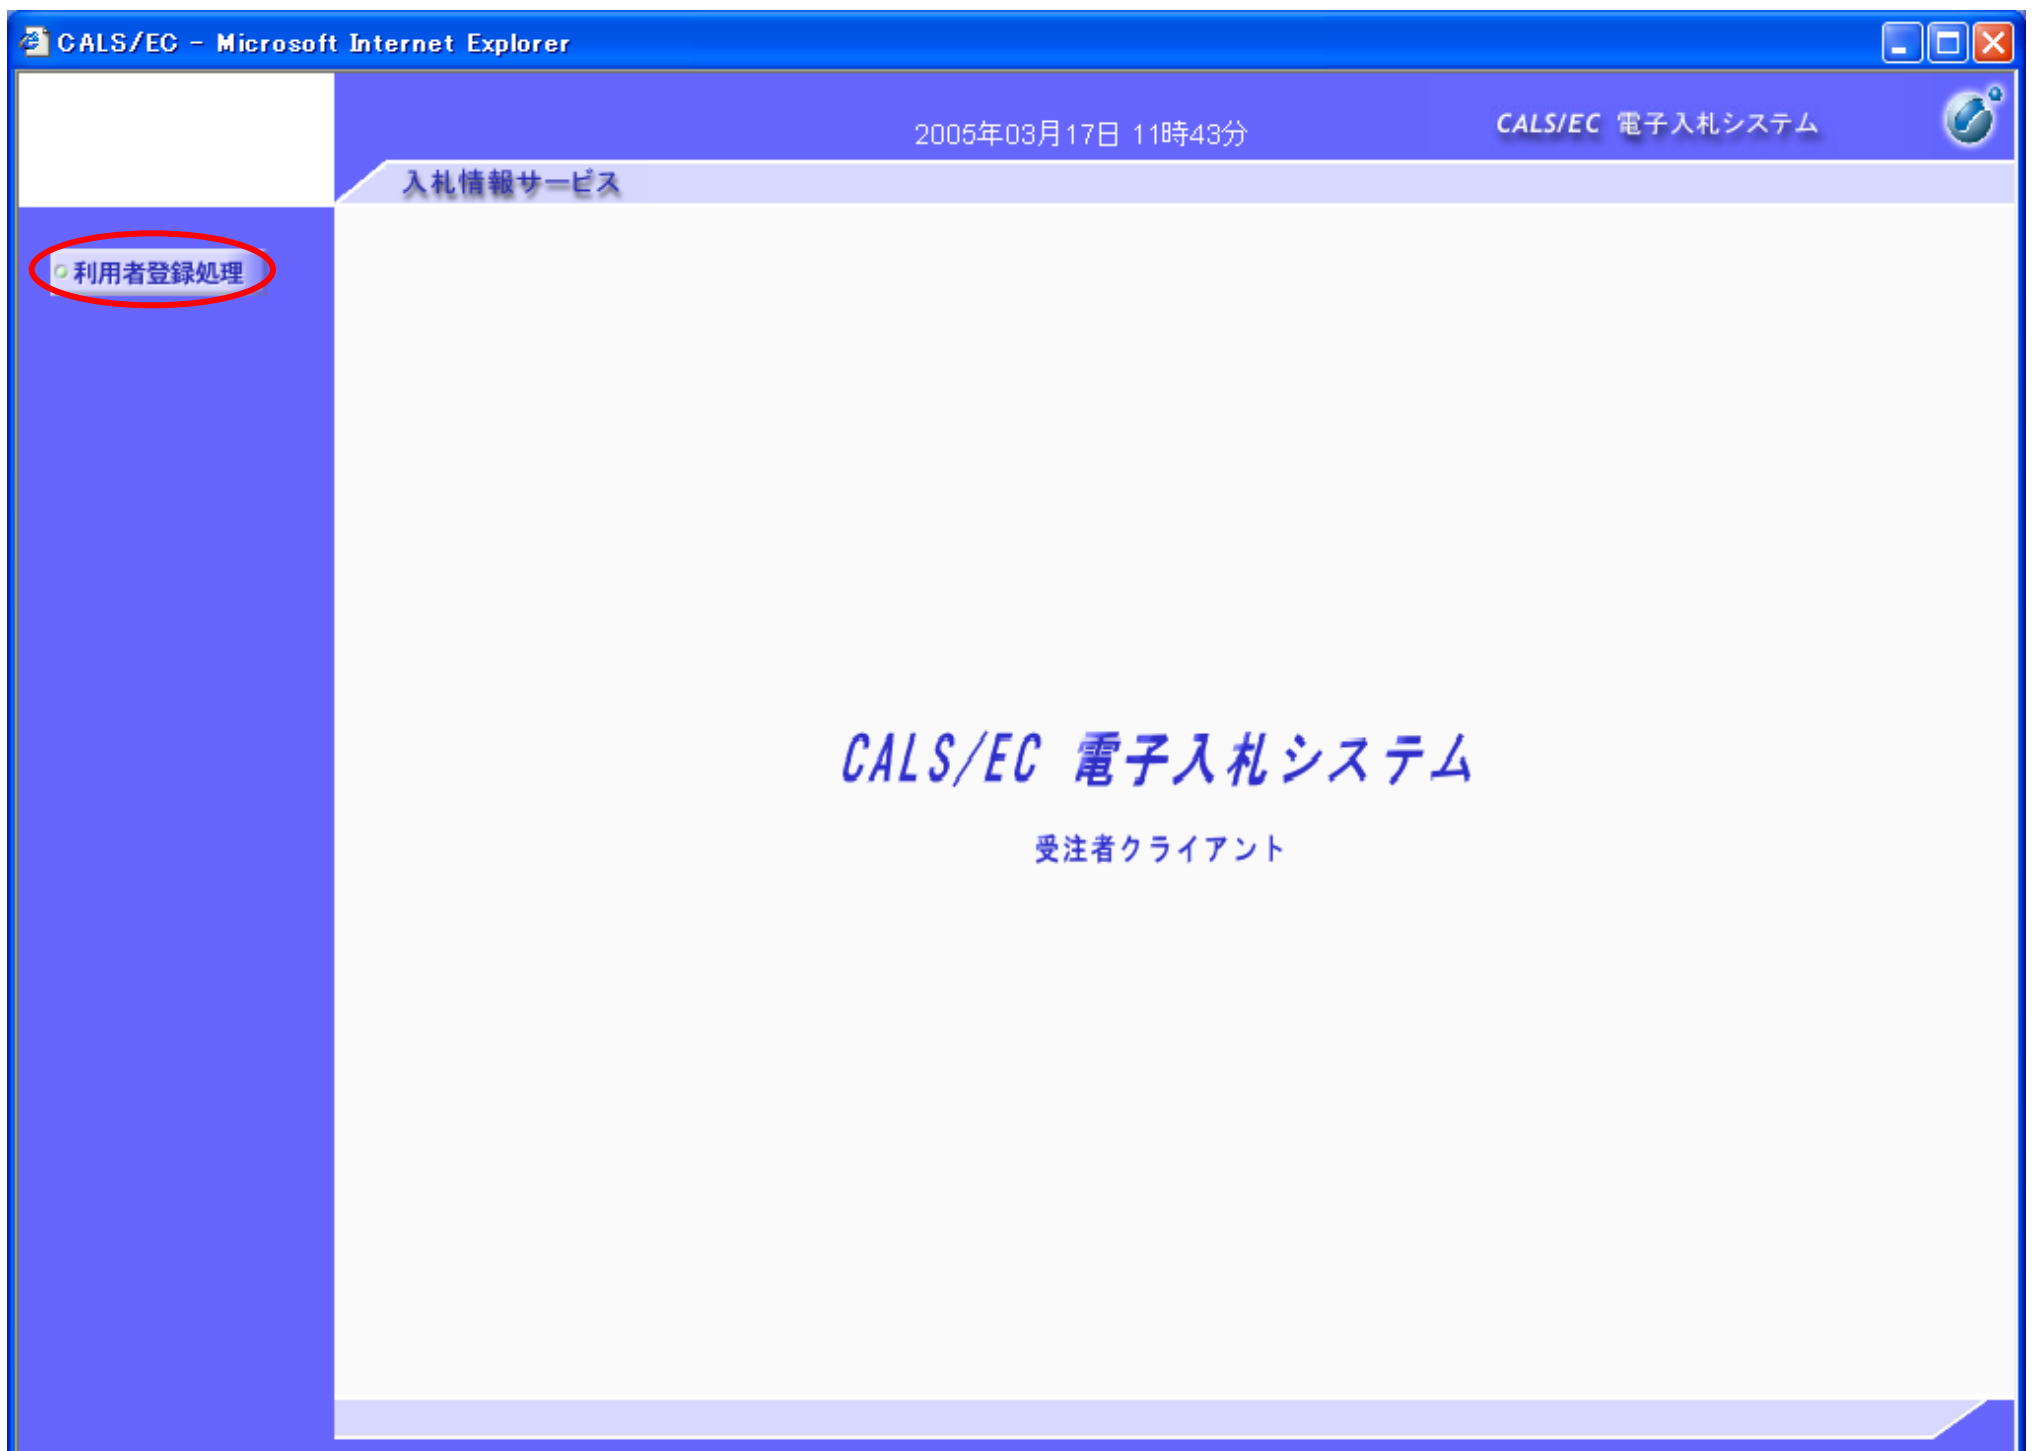 CALS/EC - Microsoft Internet Explorer
2005年03月17日 11時43分
CALS/EC 電子入札システム
入札情報サービス
利用者登録処理
CALS/EC 電子入札システム
受注者クライアント